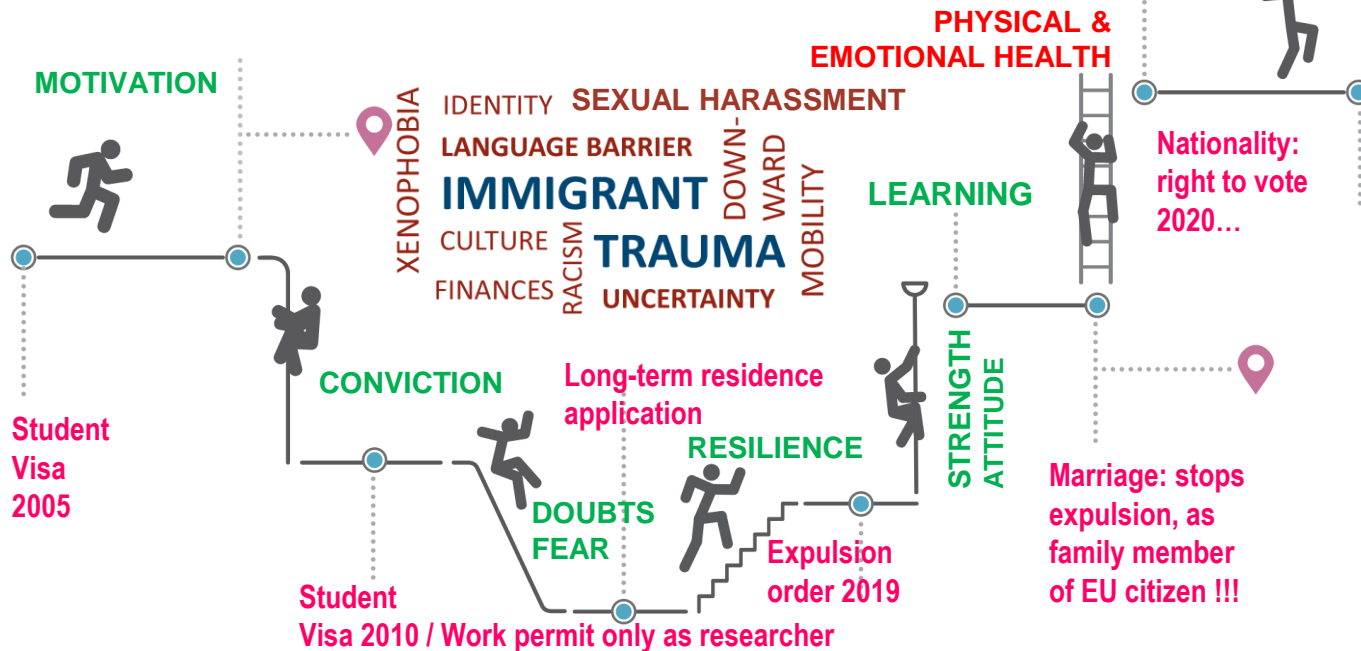 PHYSICAL &
EMOTIONAL HEALTH
MOTIVATION
XENOPHOBIA
IDENTITY
SEXUAL HARASSMENT
LANGUAGE BARRIER
IMMIGRANT
DOWN-
WARD
MOBILITY
CULTURE
RACISM
TRAUMA
FINANCES
UNCERTAINTY
LEARNING
Nationality:
right to vote
2020…
CONVICTION
Long-term residence
application
STRENGTH
ATTITUDE
Student
Visa
2005
RESILIENCE
DOUBTS
FEAR
Marriage: stops
expulsion, as
family member
of EU citizen !!!
Expulsion
order 2019
Student
Visa 2010 / Work permit only as researcher